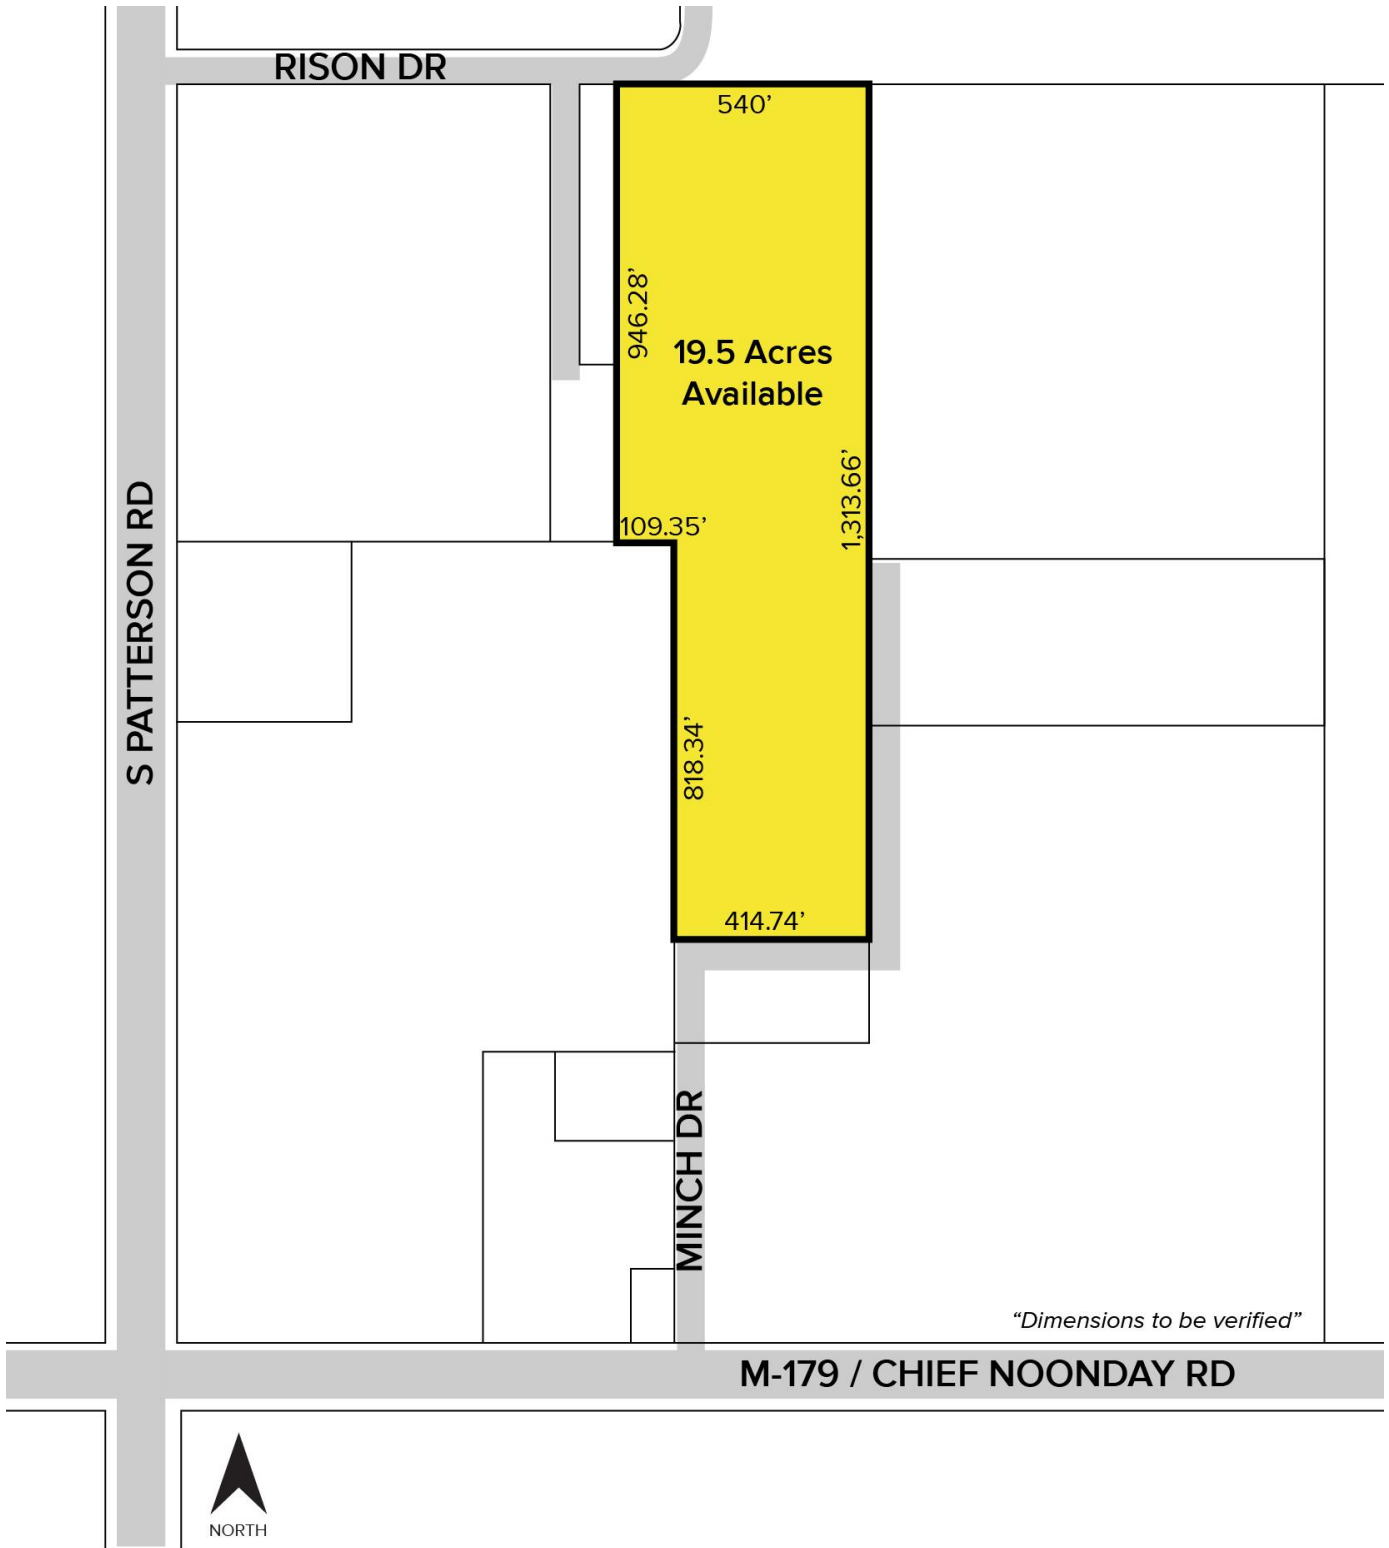 RISON DR
540’
946.28’
19.5 Acres
Available
1,313.66’
109.35’
S PATTERSON RD
818.34’
414.74’
MINCH DR
“Dimensions to be verified”
M-179 / CHIEF NOONDAY RD
NORTH